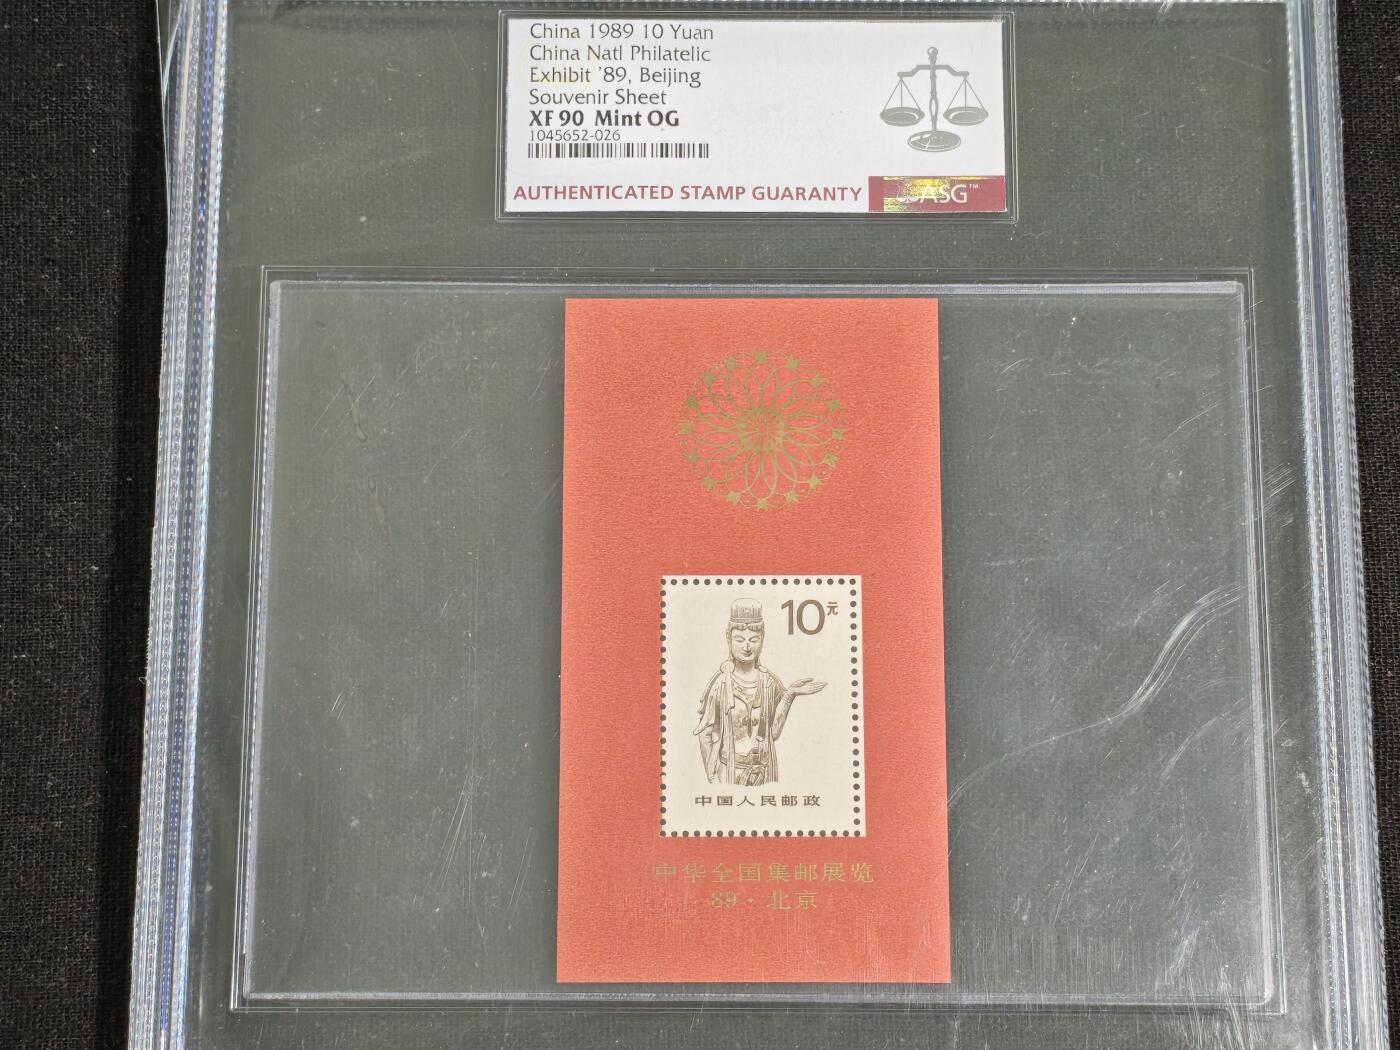 China 1989 10 Yuan
China Natl Philatelic
Exhibit '89, Beijing
Souvenir Sheet
XF 90 Mint OG
1045652-026
AUTHENTICATED STAMP GUARANTY
ASG™
10元
中国人民邮政
中华全国集邮展览
89·北京